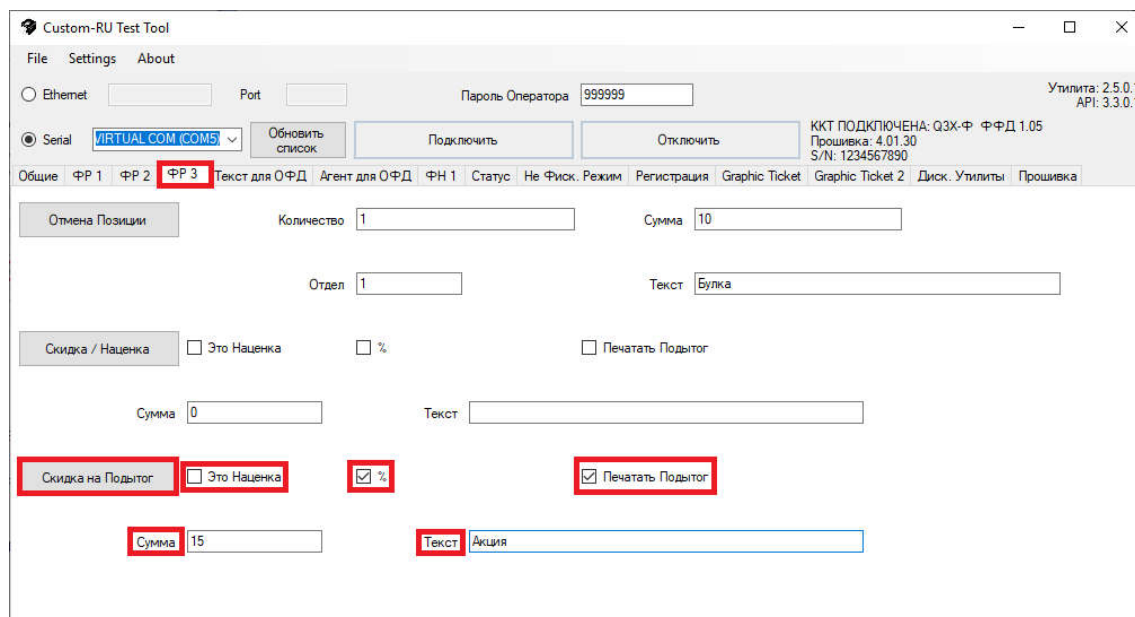 Custom-RU Test Tool
File Settings About
Ethernet Port Пароль Оператора 999999 Утилита: 2.5.0.
API: 3.3.0.
Serial VIRTUAL COM (COM5) Обновить список Подключить Отключить ККТ ПОДКЛЮЧЕНА: Q3X-Ф ФФД 1.05
Прошивка: 4.01.30
S/N: 1234567890
Общие ФР 1 ФР 2 ФР 3 Текст для ОФД Агент для ОФД ФН 1 Статус Не Фиск. Режим Регистрация Graphic Ticket Graphic Ticket 2 Диск. Утилиты Прошивка
Отмена Позиции Количество 1 Сумма 10
Отдел 1 Текст Булка
Скидка / Наценка Это Наценка % Печатать Подытог
Сумма 0 Текст
Скидка на Подытог Это Наценка % Печатать Подытог
Сумма 15 Текст Акция